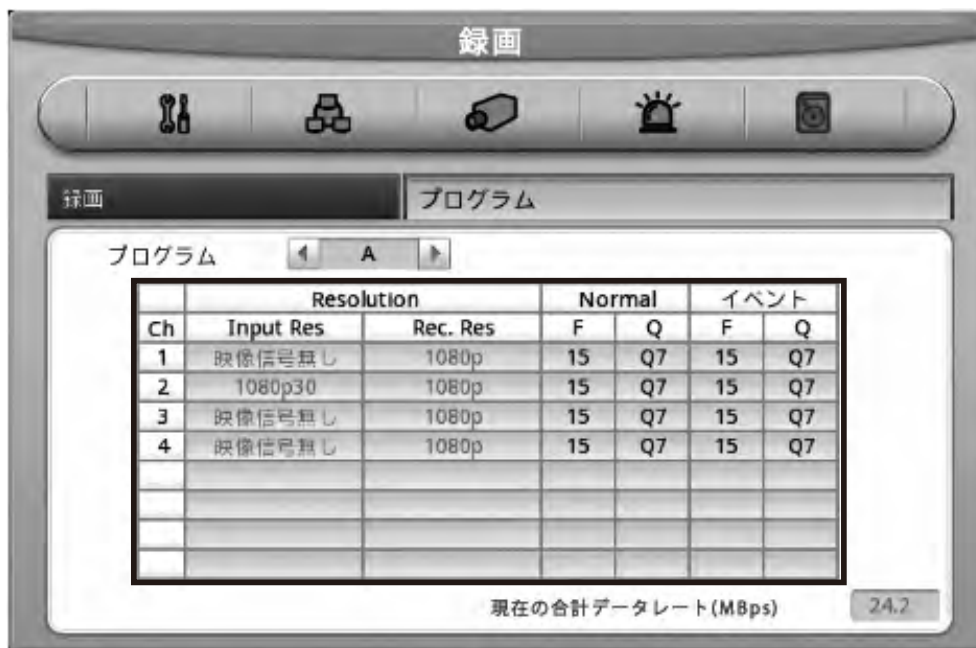 録画
録画 プログラム
プログラム A
Resolution Normal イベント
Ch Input Res Rec. Res F Q F Q
1 映像信号無し 1080p 15 Q7 15 Q7
2 1080p30 1080p 15 Q7 15 Q7
3 映像信号無し 1080p 15 Q7 15 Q7
4 映像信号無し 1080p 15 Q7 15 Q7
現在の合計データレート(MBps) 24.2